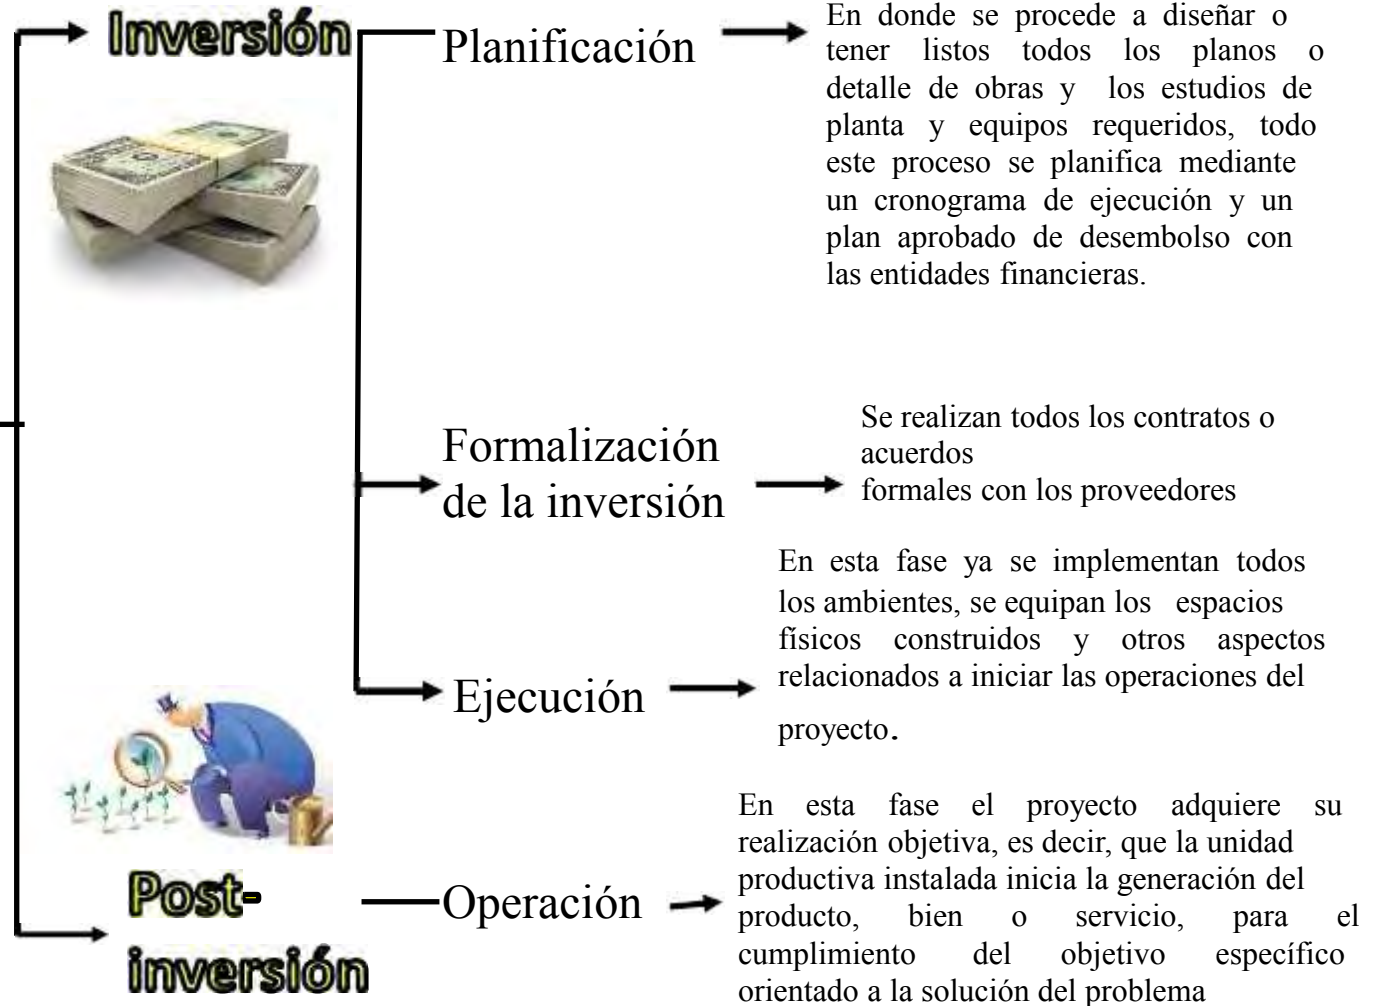 Inversión
Planificación
En donde se procede a diseñar o
tener listos todos los planos o
detalle de obras y los estudios de
planta y equipos requeridos, todo
este proceso se planifica mediante
un cronograma de ejecución y un
plan aprobado de desembolso con
las entidades financieras.
Formalización
de la inversión
Se realizan todos los contratos o
acuerdos
formales con los proveedores
Ejecución
En esta fase ya se implementan todos
los ambientes, se equipan los espacios
físicos construidos y otros aspectos
relacionados a iniciar las operaciones del
proyecto.
Post-
inversión
Operación
En esta fase el proyecto adquiere su
realización objetiva, es decir, que la unidad
productiva instalada inicia la generación del
producto, bien o servicio, para el
cumplimiento del objetivo específico
orientado a la solución del problema